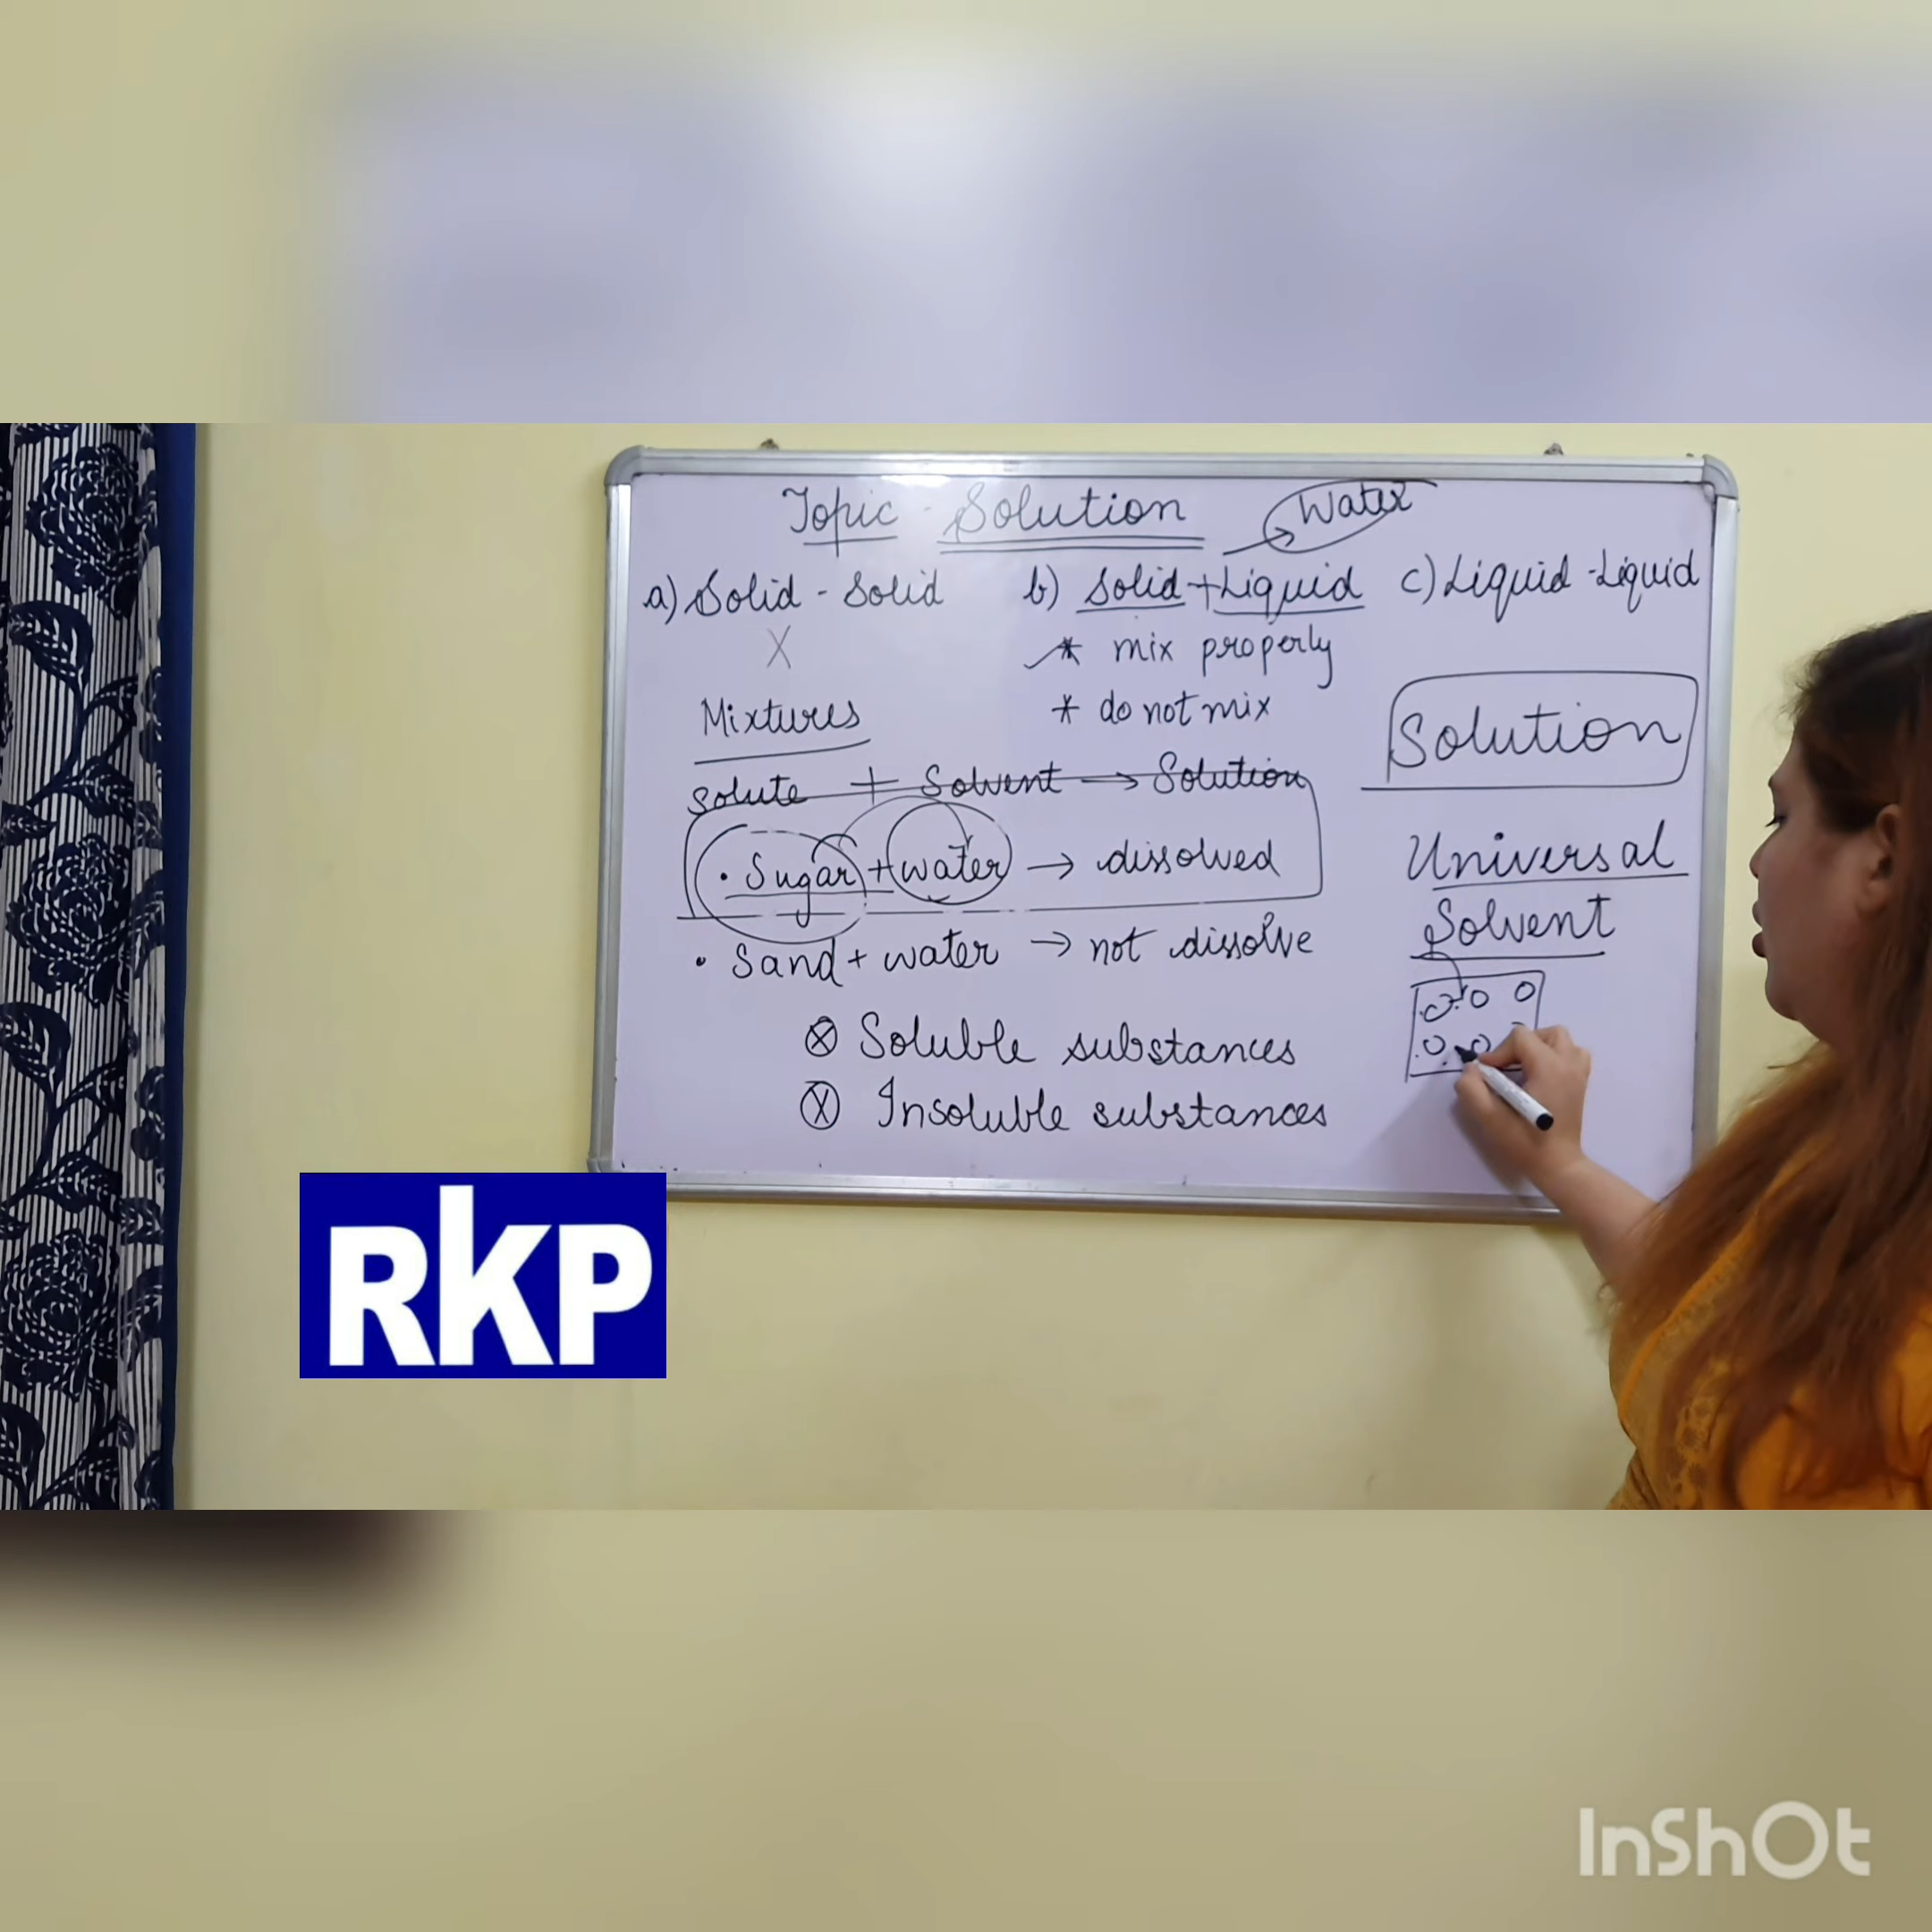 Topic - Solution
Water
a) Solid - Solid
b) Solid + Liquid
c) Liquid - Liquid
X
* mix properly
* do not mix
Mixtures
Solution
Solute + Solvent → Solution
• Sugar + water → dissolved
• Sand + water → not dissolve
Universal
Solvent
ⓧ Soluble substances
ⓧ Insoluble substances
RKP
InShOt